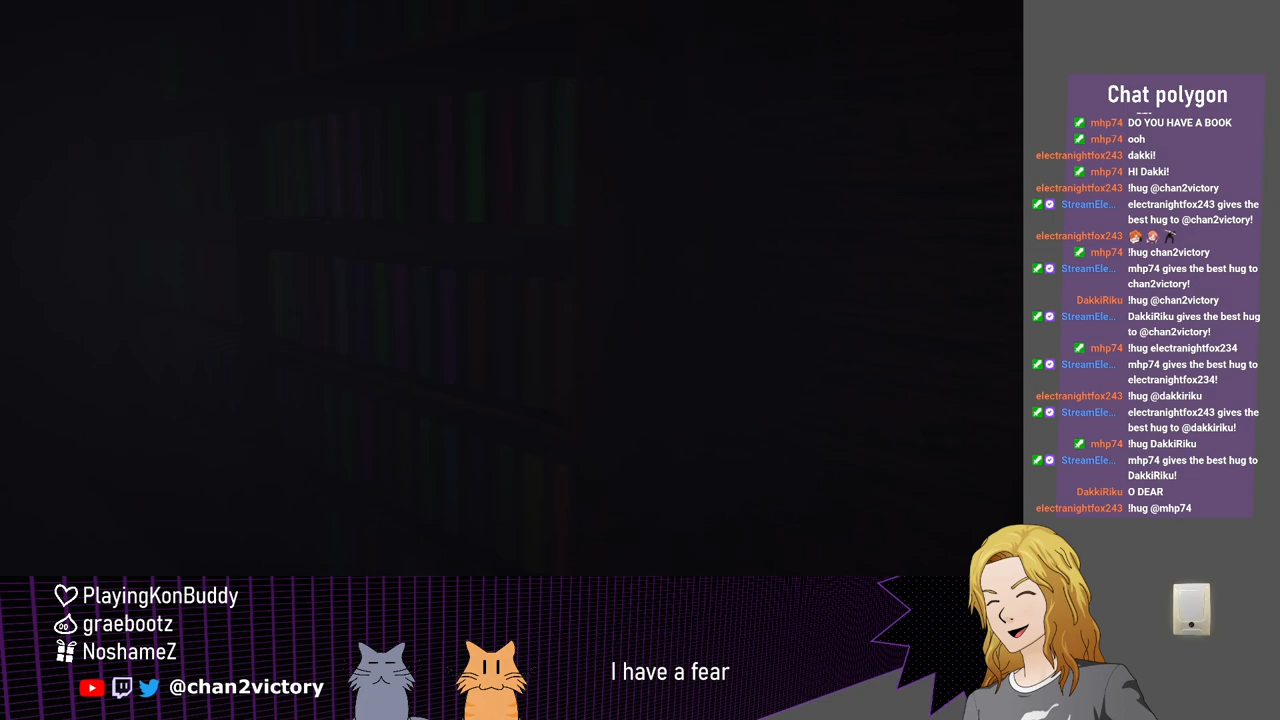 Chat polygon
mhp74 DO YOU HAVE A BOOK
mhp74 ooh
electranightfox243 dakki!
mhp74 HI Dakki!
electranightfox243 !hug @chan2victory
StreamEle... electranightfox243 gives the
best hug to @chan2victory!
electranightfox243
mhp74 !hug chan2victory
StreamEle... mhp74 gives the best hug to
chan2victory!
DakkiRiku !hug @chan2victory
StreamEle... DakkiRiku gives the best hug
to @chan2victory!
mhp74 !hug electranightfox234
StreamEle... mhp74 gives the best hug to
electranightfox234!
electranightfox243 !hug @dakkiriku
StreamEle... electranightfox243 gives the
best hug to @dakkiriku!
mhp74 !hug DakkiRiku
StreamEle... mhp74 gives the best hug to
DakkiRiku!
DakkiRiku O DEAR
electranightfox243 !hug @mhp74
PlayingKonBuddy
graebootz
NoshameZ
@chan2victory
I have a fear